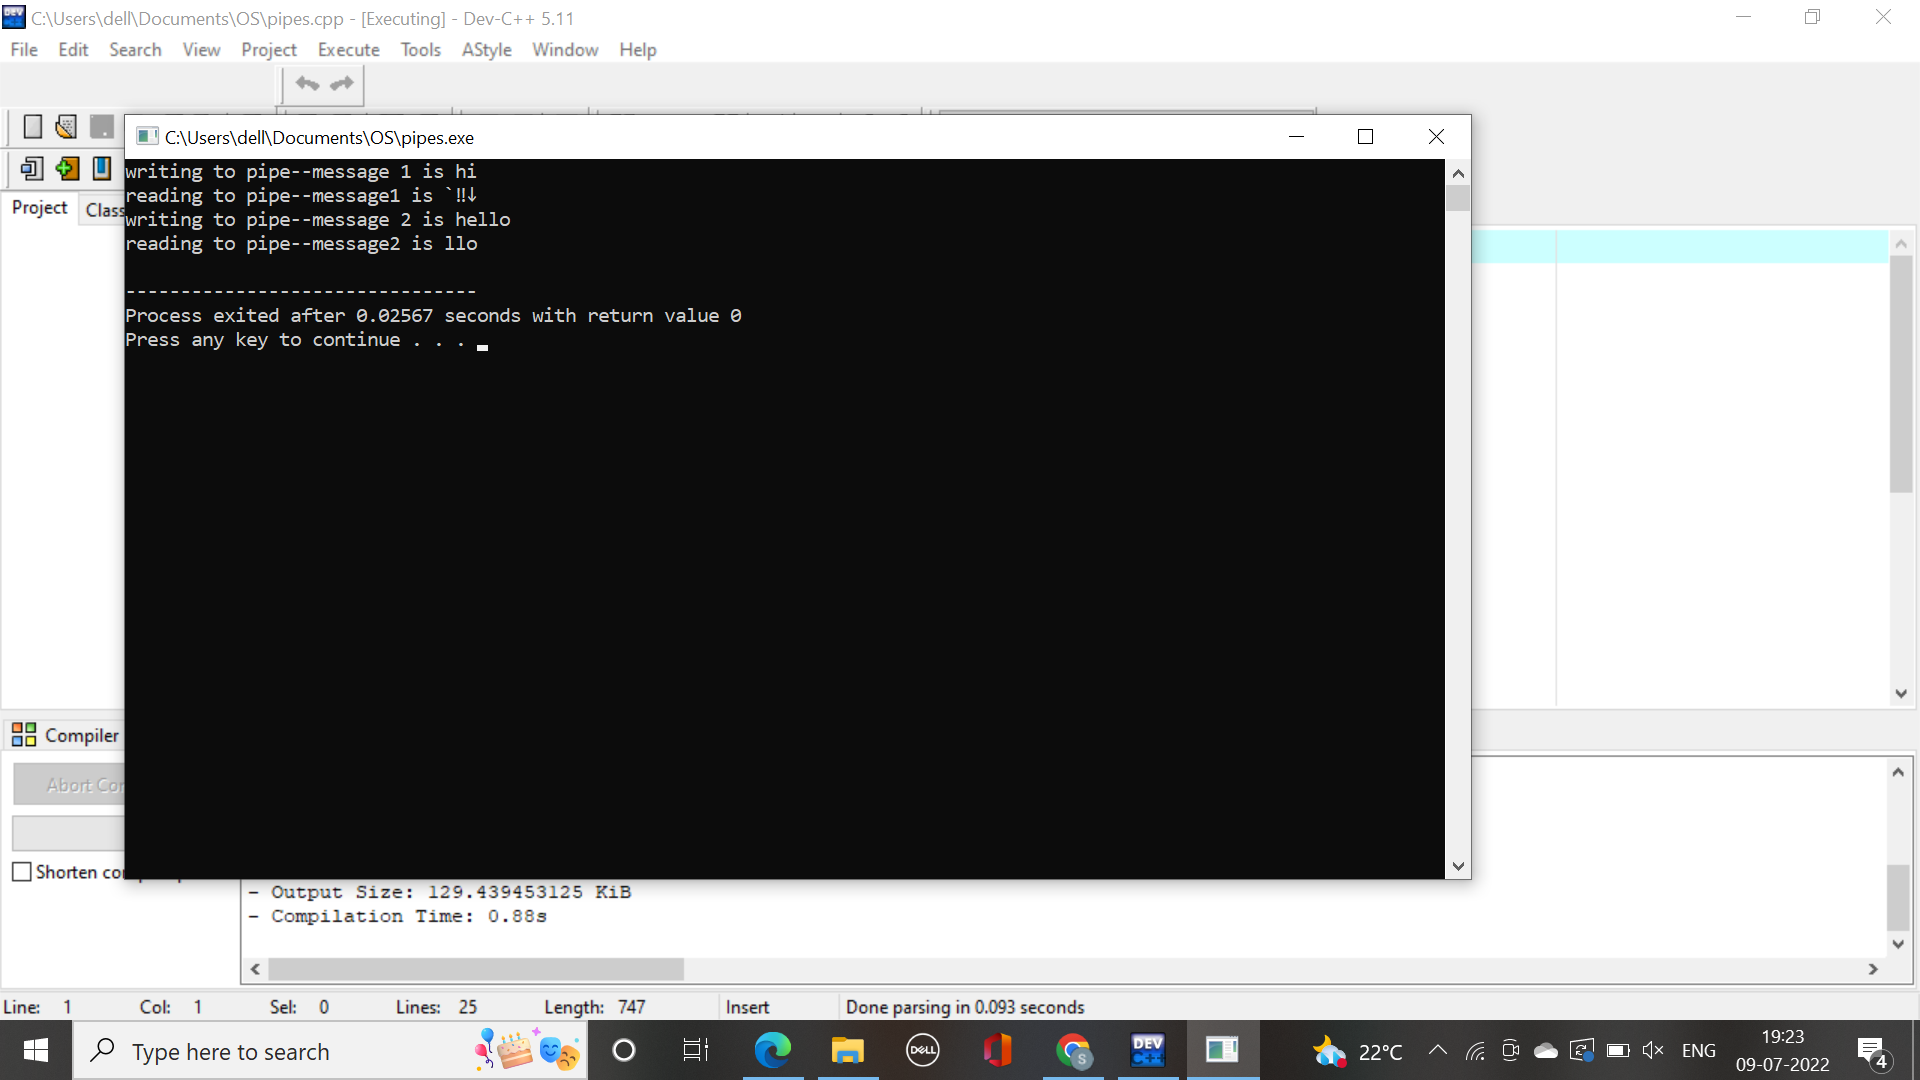 C:\Users\dell\Documents\OS\pipes.cpp - [Executing] - Dev-C++ 5.11
File Edit Search View Project Execute Tools AStyle Window Help
C:\Users\dell\Documents\OS\pipes.exe
writing to pipe--message 1 is hi
reading to pipe--message1 is `‼↓
writing to pipe--message 2 is hello
reading to pipe--message2 is llo
--------------------------------
Process exited after 0.02567 seconds with return value 0
Press any key to continue . . .
Project Class
Compiler
Abort Co
Shorten co
- Output Size: 129.439453125 KiB
- Compilation Time: 0.88s
Line: 1 Col: 1 Sel: 0 Lines: 25 Length: 747 Insert Done parsing in 0.093 seconds
Type here to search
DELL
S
DEV C++
22°C
ENG
19:23
09-07-2022
4